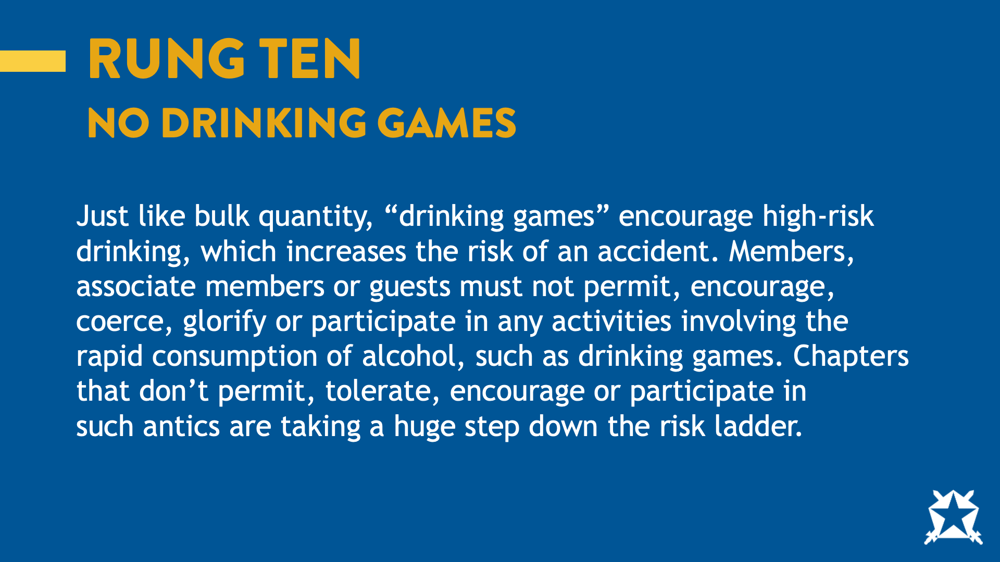 RUNG TEN
NO DRINKING GAMES
Just like bulk quantity, “drinking games” encourage high-risk
drinking, which increases the risk of an accident. Members,
associate members or guests must not permit, encourage,
coerce, glorify or participate in any activities involving the
rapid consumption of alcohol, such as drinking games. Chapters
that don’t permit, tolerate, encourage or participate in
such antics are taking a huge step down the risk ladder.